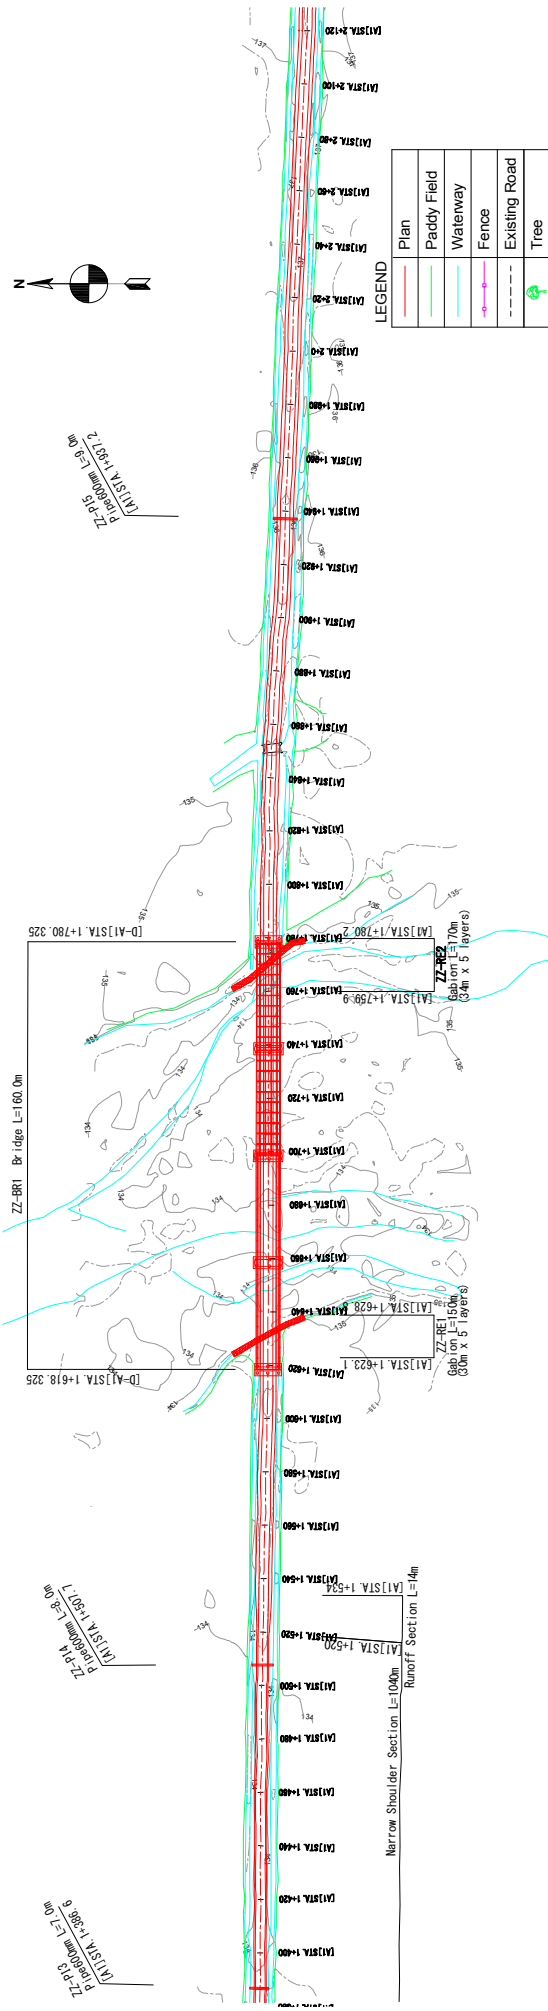 [A1]STA. 2+120
[A1]STA. 2+100
[A1]STA. 2+80
[A1]STA. 2+60
[A1]STA. 2+40
[A1]STA. 2+20
[A1]STA. 2+0
[A1]STA. 1+980
[A1]STA. 1+960
[A1]STA. 1+940
[A1]STA. 1+920
[A1]STA. 1+900
[A1]STA. 1+880
[A1]STA. 1+860
[A1]STA. 1+840
[A1]STA. 1+820
[A1]STA. 1+800
[A1]STA. 1+780
[A1]STA. 1+760
[A1]STA. 1+740
[A1]STA. 1+720
[A1]STA. 1+700
[A1]STA. 1+680
[A1]STA. 1+660
[A1]STA. 1+640
[A1]STA. 1+620
[A1]STA. 1+600
[A1]STA. 1+580
[A1]STA. 1+560
[A1]STA. 1+540
[A1]STA. 1+520
[A1]STA. 1+500
[A1]STA. 1+480
[A1]STA. 1+460
[A1]STA. 1+440
[A1]STA. 1+420
[A1]STA. 1+400
N
LEGEND
Plan
Paddy Field
Waterway
Fence
Existing Road
Tree
ZZ-P15
Pipe600mm L=9.0m
[A1]STA. 1+937.2
ZZ-BR1 Bridge L=160.0m
[D-A1]STA. 1+780.325
[D-A1]STA. 1+618.325
ZZ-RE2
Gabion L=170m
(34m x 5 layers)
[A1]STA. 1+780.2
[A1]STA. 1+759.9
ZZ-RE1
Gabion L=150m
(30m x 5 layers)
[A1]STA. 1+623.1
ZZ-P14
Pipe600mm L=8.0m
[A1]STA. 1+507.7
[A1]STA. 1+534
[A1]STA. 1+520
Runoff Section L=14m
Narrow Shoulder Section L=1040m
ZZ-P13
Pipe600mm L=7.0m
[A1]STA. 1+386.6